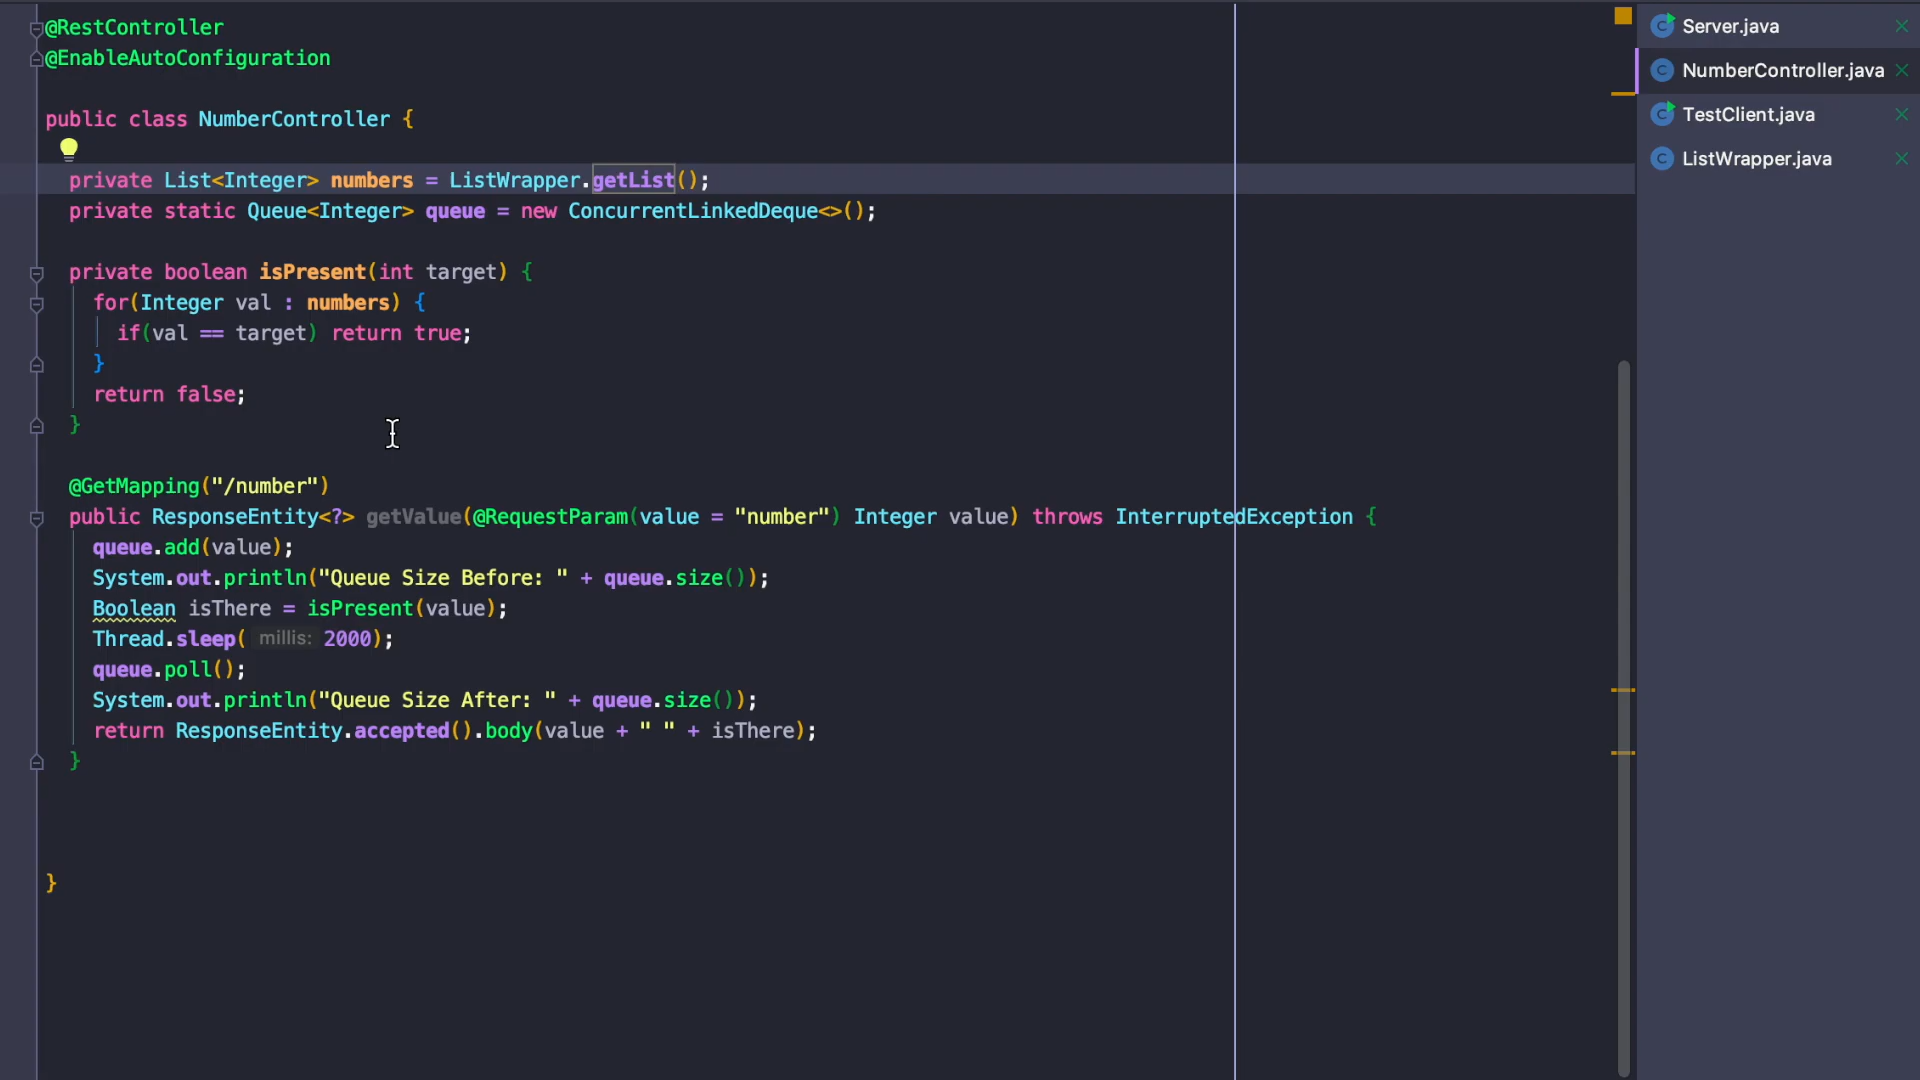 @RestController
@EnableAutoConfiguration
public class NumberController {
private List<Integer> numbers = ListWrapper.getList();
private static Queue<Integer> queue = new ConcurrentLinkedDeque<>();
private boolean isPresent(int target) {
for(Integer val : numbers) {
if(val == target) return true;
}
return false;
}
@GetMapping("/number")
public ResponseEntity<?> getValue(@RequestParam(value = "number") Integer value) throws InterruptedException {
queue.add(value);
System.out.println("Queue Size Before: " + queue.size());
Boolean isThere = isPresent(value);
Thread.sleep( millis: 2000);
queue.poll();
System.out.println("Queue Size After: " + queue.size());
return ResponseEntity.accepted().body(value + " " + isThere);
}
}
Server.java
NumberController.java
TestClient.java
ListWrapper.java